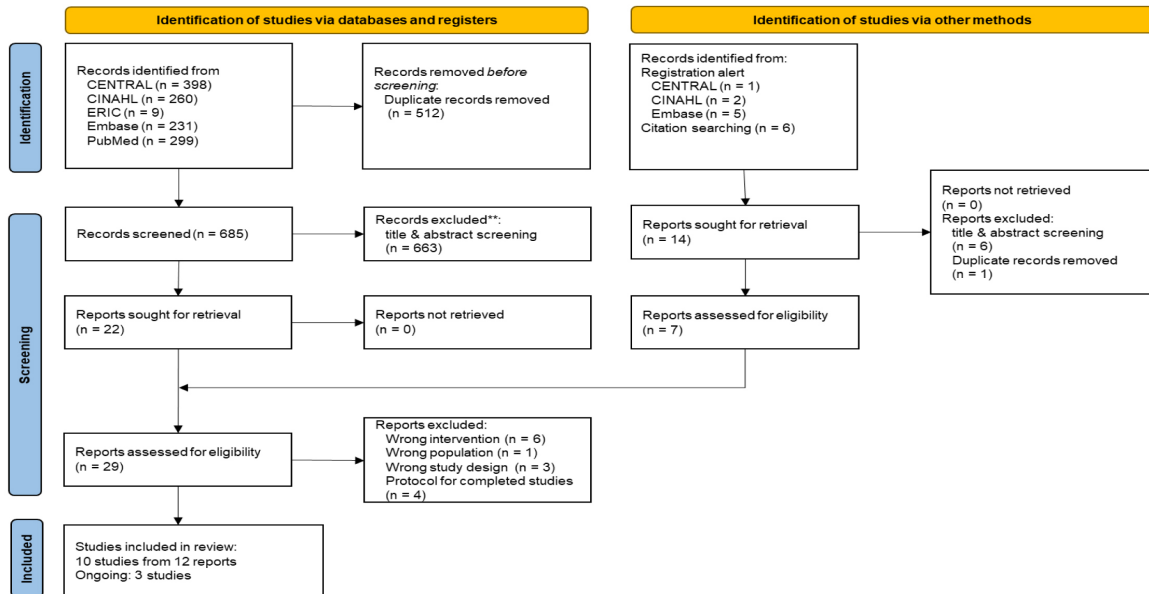 Identification of studies via databases and registers
Identification of studies via other methods
Identification
Records identified from
CENTRAL (n = 398)
CINAHL (n = 260)
ERIC (n = 9)
Embase (n = 231)
PubMed (n = 299)
Records removed before
screening:
Duplicate records removed
(n = 512)
Records identified from:
Registration alert
CENTRAL (n = 1)
CINAHL (n = 2)
Embase (n = 5)
Citation searching (n = 6)
Screening
Records screened (n = 685)
Records excluded**:
title & abstract screening
(n = 663)
Reports sought for retrieval
(n = 14)
Reports not retrieved
(n = 0)
Reports excluded:
title & abstract screening
(n = 6)
Duplicate records removed
(n = 1)
Reports sought for retrieval
(n = 22)
Reports not retrieved
(n = 0)
Reports assessed for eligibility
(n = 7)
Reports assessed for eligibility
(n = 29)
Reports excluded:
Wrong intervention (n = 6)
Wrong population (n = 1)
Wrong study design (n = 3)
Protocol for completed studies
(n = 4)
Included
Studies included in review:
10 studies from 12 reports
Ongoing: 3 studies